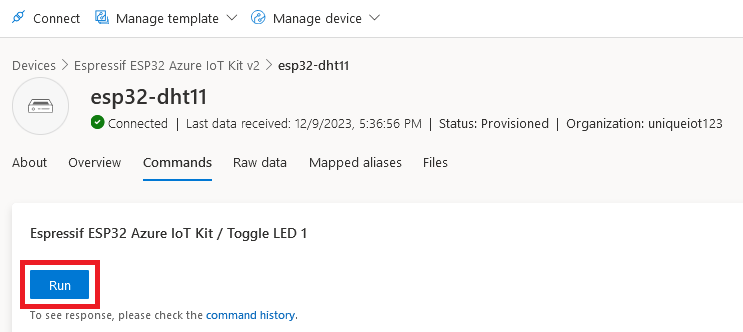 Connect Manage template Manage device
Devices Espressif ESP32 Azure IoT Kit v2 esp32-dht11
esp32-dht11
Connected | Last data received: 12/9/2023, 5:36:56 PM | Status: Provisioned | Organization: uniqueiot123
About Overview Commands Raw data Mapped aliases Files
Espressif ESP32 Azure IoT Kit / Toggle LED 1
Run
To see response, please check the command history.